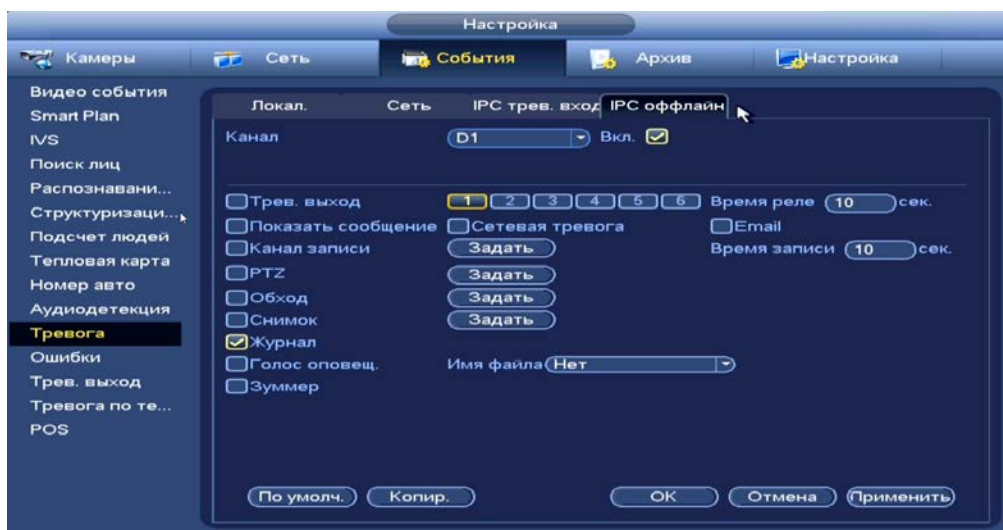 Настройка
Камеры
Сеть
События
Архив
Настройка
Видео события
Smart Plan
IVS
Поиск лиц
Распознавани...
Структуризаци...
Подсчет людей
Тепловая карта
Номер авто
Аудиодетекция
Тревога
Ошибки
Трев. выход
Тревога по те...
POS
Локал. Сеть IPC трев. вход IPC оффлайн
Канал D1 Вкл.
Трев. выход 1 2 3 4 5 6 Время реле 10 сек.
Показать сообщение Сетевая тревога Email
Канал записи Задать Время записи 10 сек.
PTZ Задать
Обход Задать
Снимок Задать
Журнал
Голос оповещ. Имя файла Нет
Зуммер
По умолч. Копир. ОК Отмена Применить